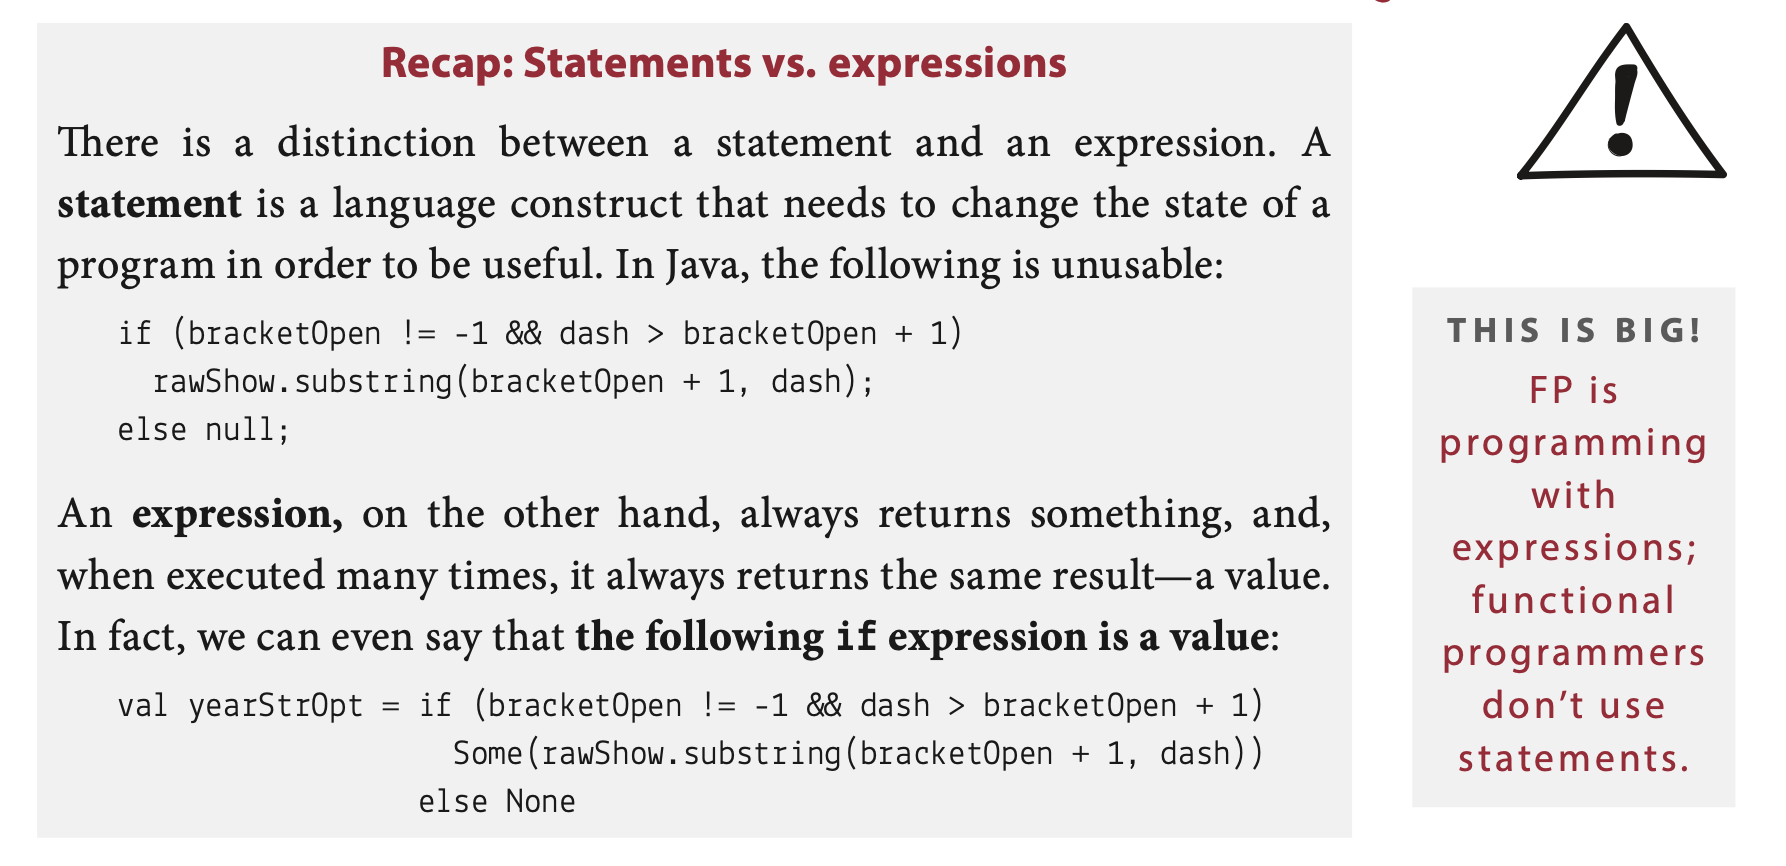 Recap: Statements vs. expressions
There is a distinction between a statement and an expression. A
statement is a language construct that needs to change the state of a
program in order to be useful. In Java, the following is unusable:
if (bracketOpen != -1 && dash > bracketOpen + 1)
rawShow.substring(bracketOpen + 1, dash);
else null;
An expression, on the other hand, always returns something, and,
when executed many times, it always returns the same result—a value.
In fact, we can even say that the following if expression is a value:
val yearStrOpt = if (bracketOpen != -1 && dash > bracketOpen + 1)
Some(rawShow.substring(bracketOpen + 1, dash))
else None
!
THIS IS BIG!
FP is
programming
with
expressions;
functional
programmers
don't use
statements.